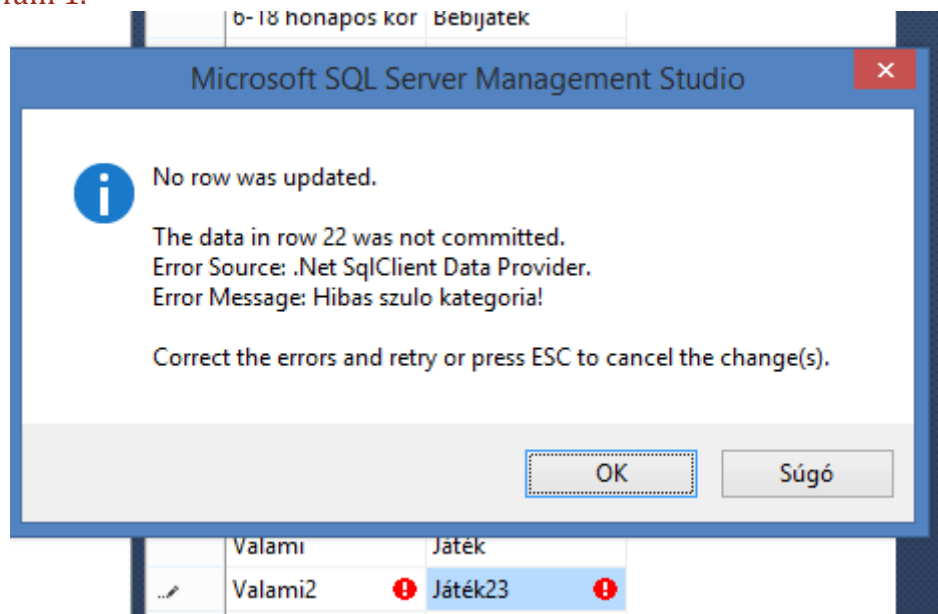 6-18 hónapos kor Bébijáték
Microsoft SQL Server Management Studio
No row was updated.
The data in row 22 was not committed.
Error Source: .Net SqlClient Data Provider.
Error Message: Hibas szulo kategoria!
Correct the errors and retry or press ESC to cancel the change(s).
OK Súgó
Valami Játék
Valami2 Játék23